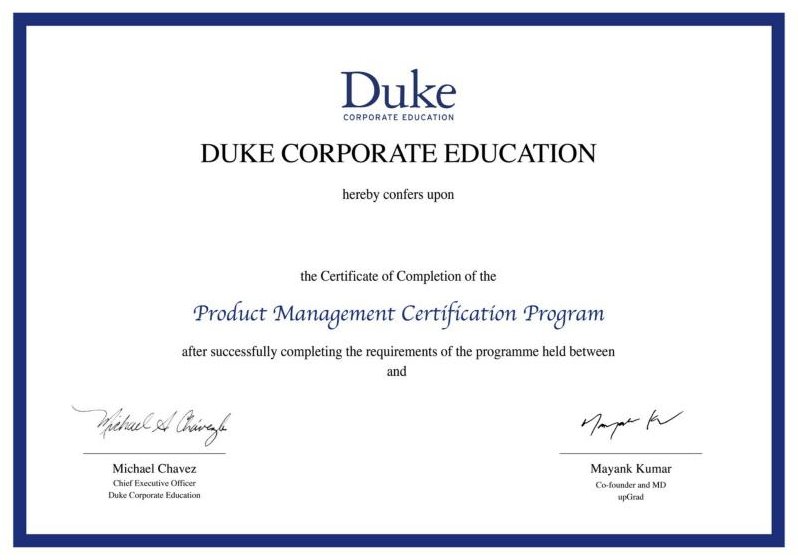 Duke
CORPORATE EDUCATION
DUKE CORPORATE EDUCATION
hereby confers upon
the Certificate of Completion of the
Product Management Certification Program
after successfully completing the requirements of the programme held between
and
Michael Chavez
Chief Executive Officer
Duke Corporate Education
Mayank Kumar
Co-founder and MD
upGrad